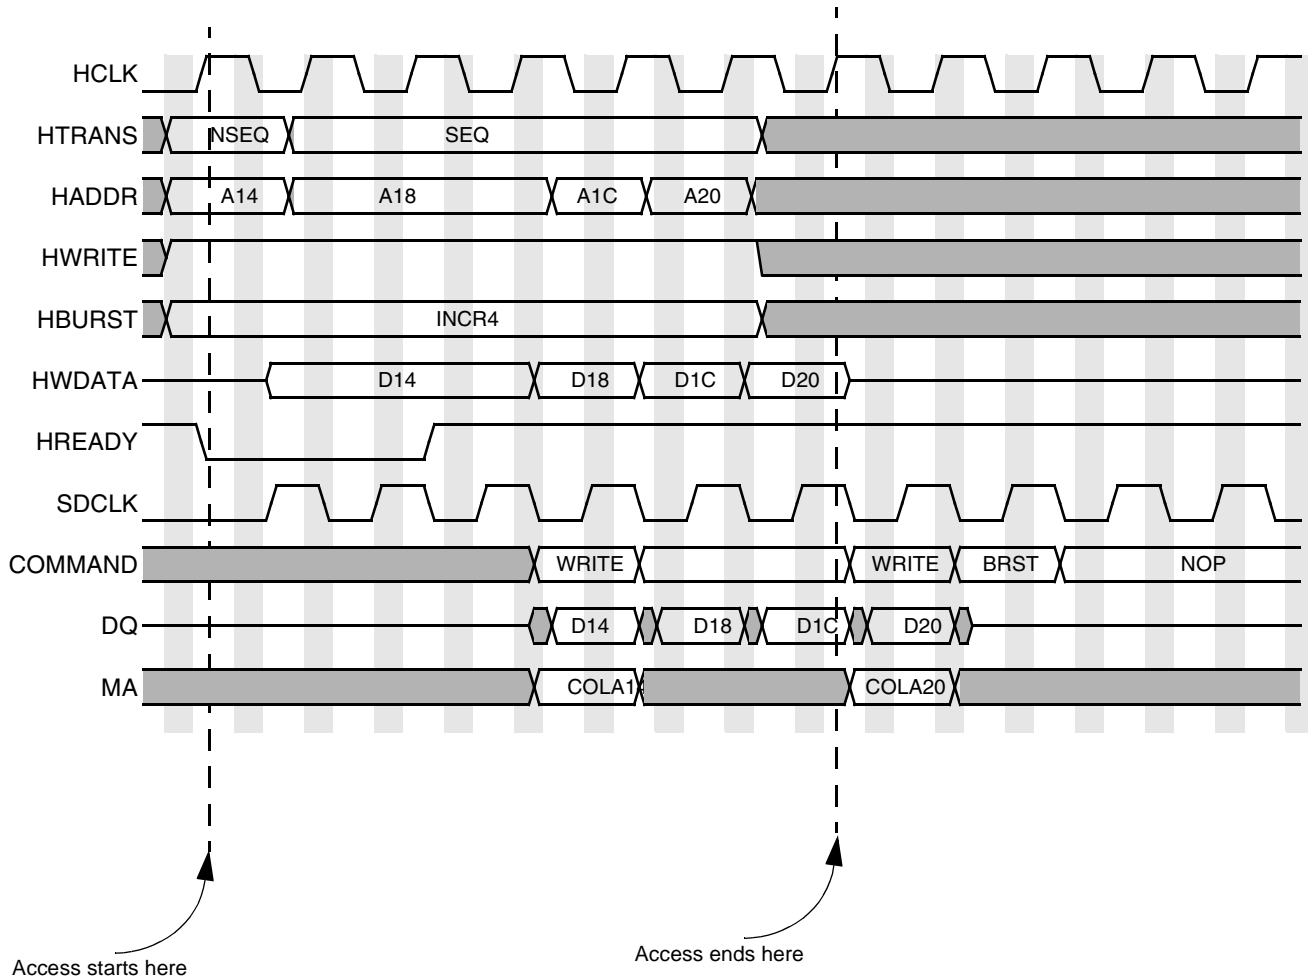 HCLK
HTRANS NSEQ SEQ
HADDR A14 A18 A1C A20
HWRITE
HBURST INCR4
HWDATA D14 D18 D1C D20
HREADY
SDCLK
COMMAND WRITE WRITE BRST NOP
DQ D14 D18 D1C D20
MA COLA14 COLA20
Access ends here
Access starts here